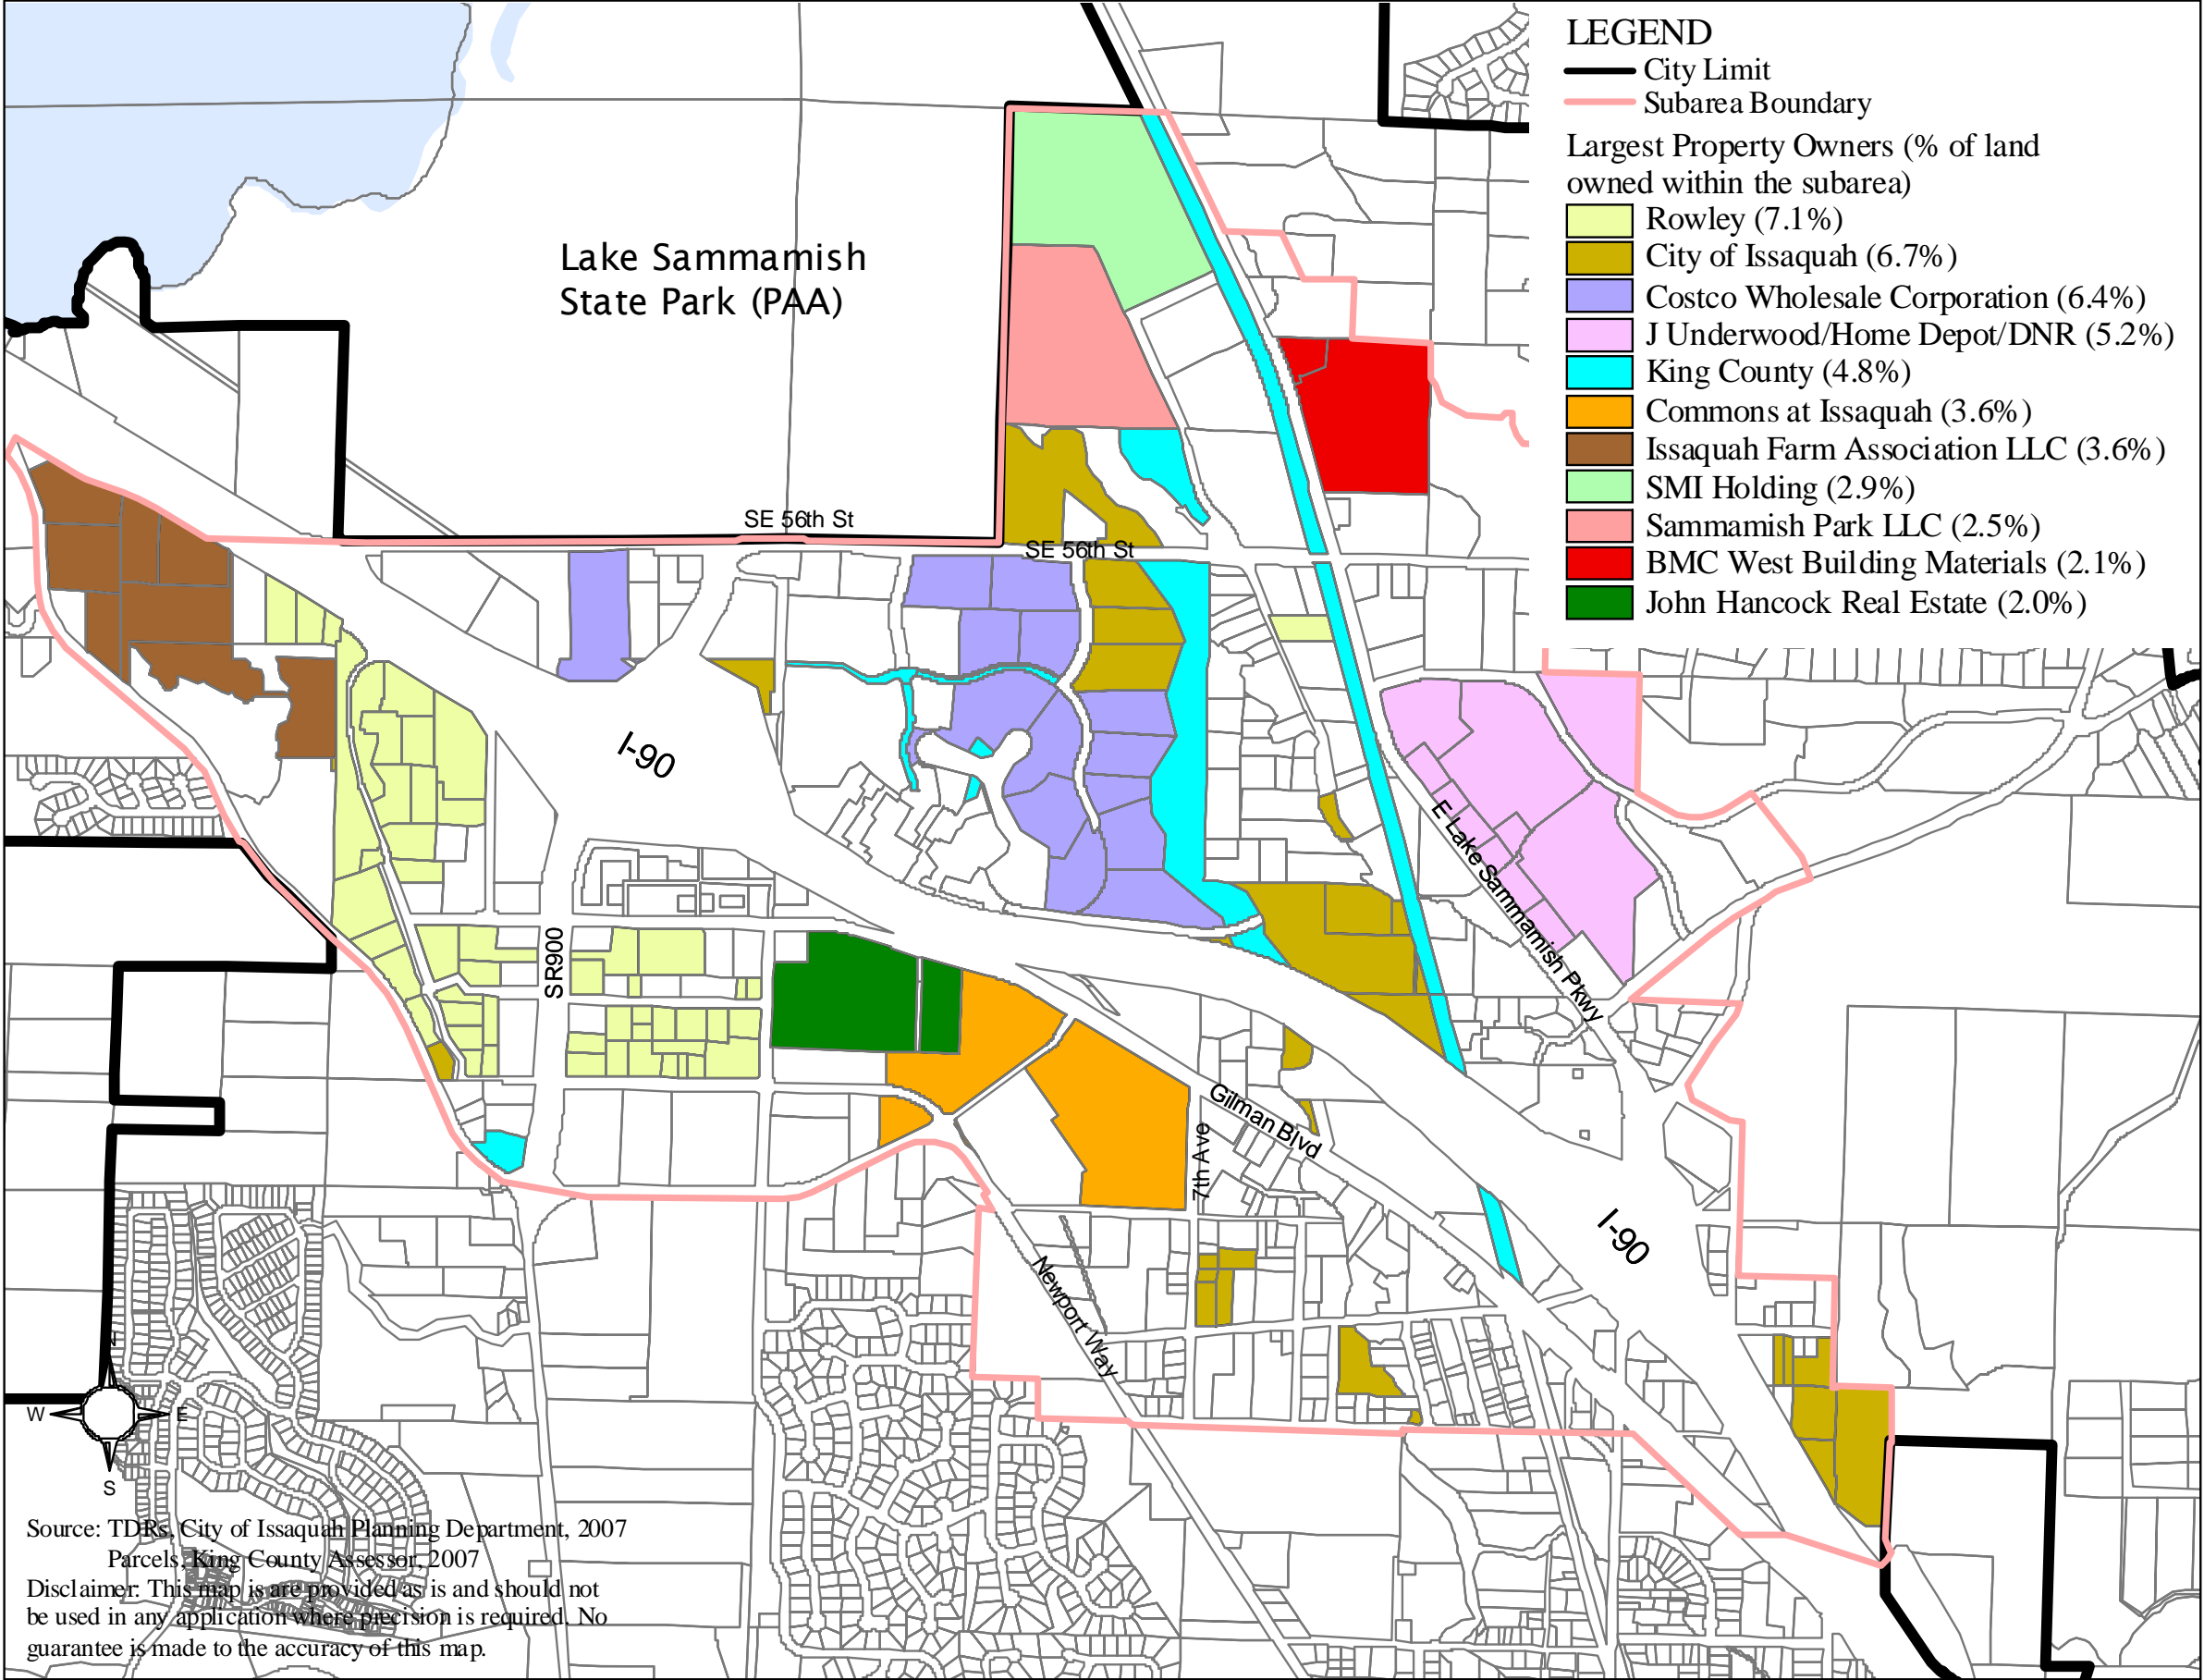 LEGEND
City Limit
Subarea Boundary
Largest Property Owners (% of land
owned within the subarea)
Rowley (7.1%)
City of Issaquah (6.7%)
Costco Wholesale Corporation (6.4%)
J Underwood/Home Depot/DNR (5.2%)
King County (4.8%)
Commons at Issaquah (3.6%)
Issaquah Farm Association LLC (3.6%)
SMI Holding (2.9%)
Sammamish Park LLC (2.5%)
BMC West Building Materials (2.1%)
John Hancock Real Estate (2.0%)
Lake Sammamish
State Park (PAA)
SE 56th St
SE 56th St
I-90
E Lake Sammamish Pkwy
SR900
Gilman Blvd
7th Ave
I-90
Newport Way
N
W
E
S
Source: TDRs, City of Issaquah Planning Department, 2007
Parcels, King County Assessor, 2007
Disclaimer: This map is are provided as is and should not
be used in any application where precision is required. No
guarantee is made to the accuracy of this map.